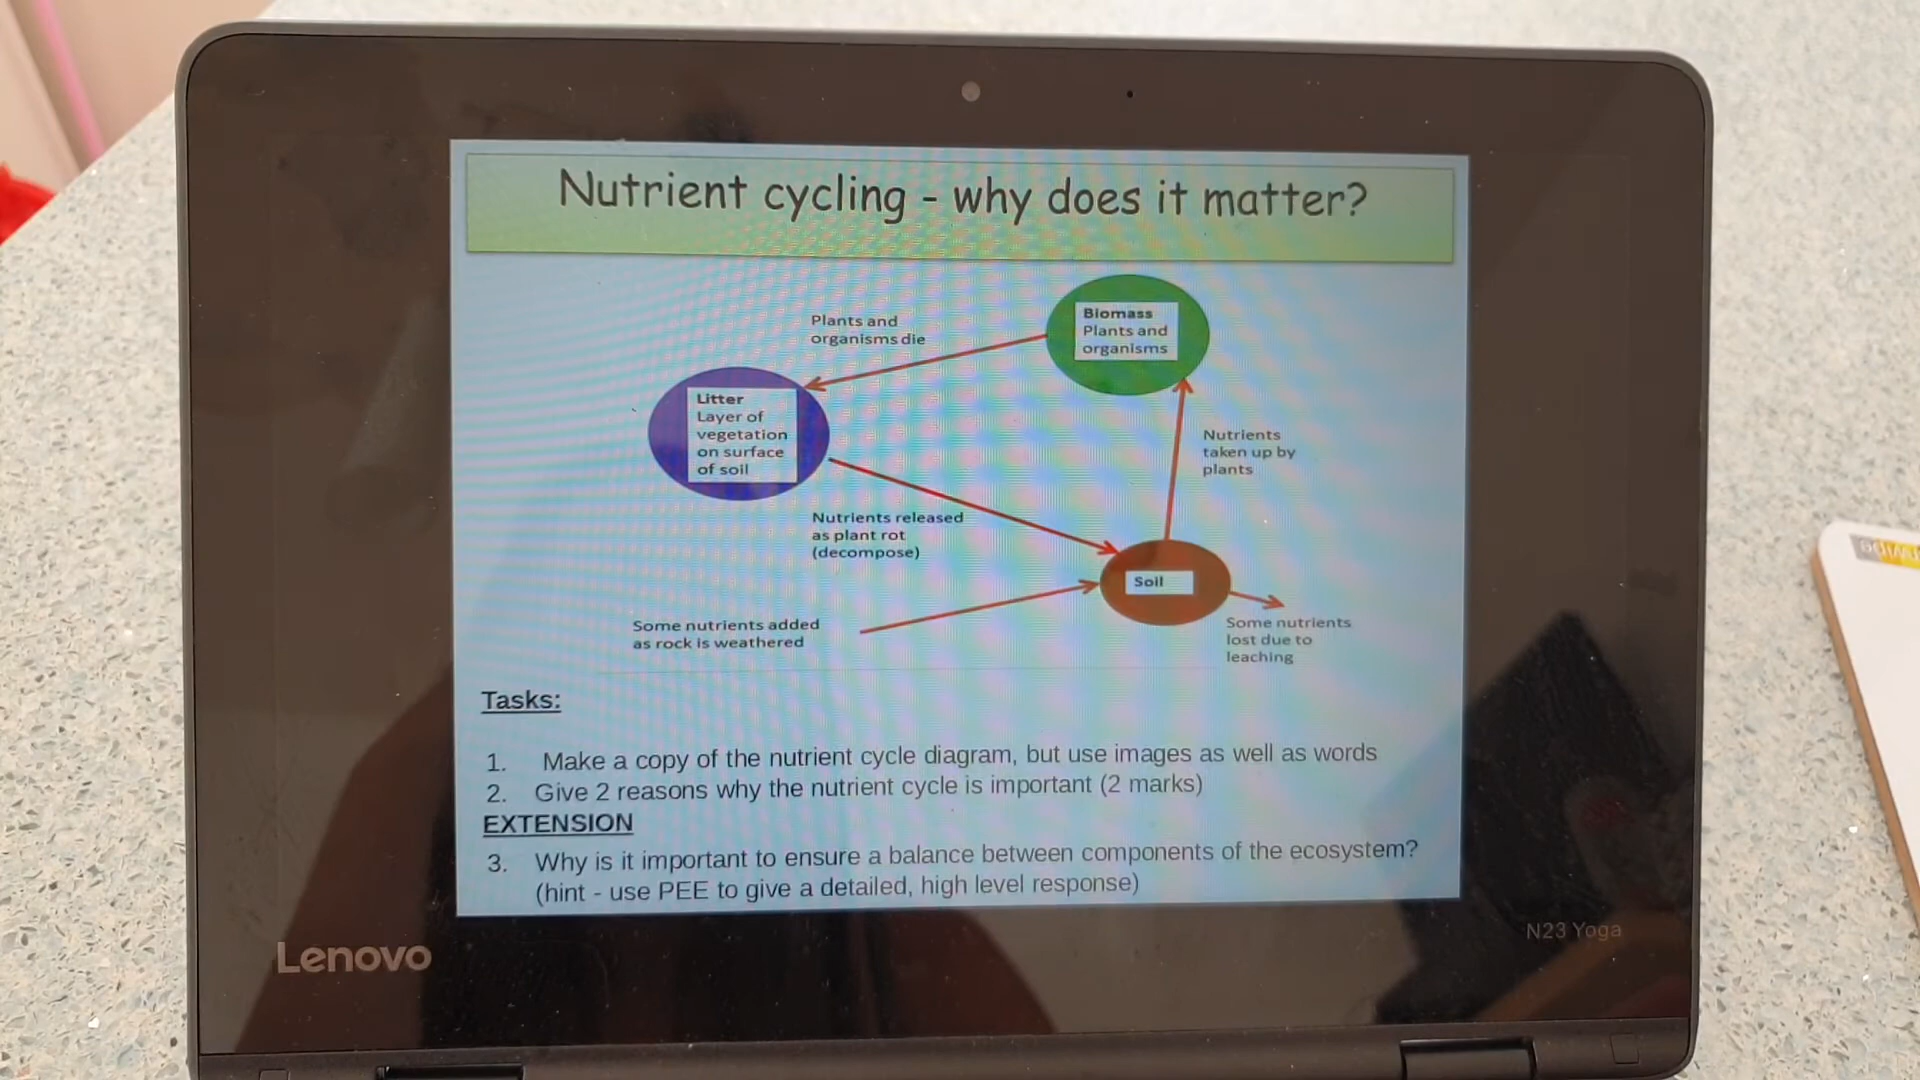 Nutrient cycling - why does it matter?
Biomass
Plants and
organisms
Plants and
organisms die
Litter
Layer of
vegetation
on surface
of soil
Nutrients
taken up by
plants
Nutrients released
as plant rot
(decompose)
Soil
Some nutrients added
as rock is weathered
Some nutrients
lost due to
leaching
Tasks:
1. Make a copy of the nutrient cycle diagram, but use images as well as words
2. Give 2 reasons why the nutrient cycle is important (2 marks)
EXTENSION
3. Why is it important to ensure a balance between components of the ecosystem?
(hint - use PEE to give a detailed, high level response)
Lenovo
N23 Yoga